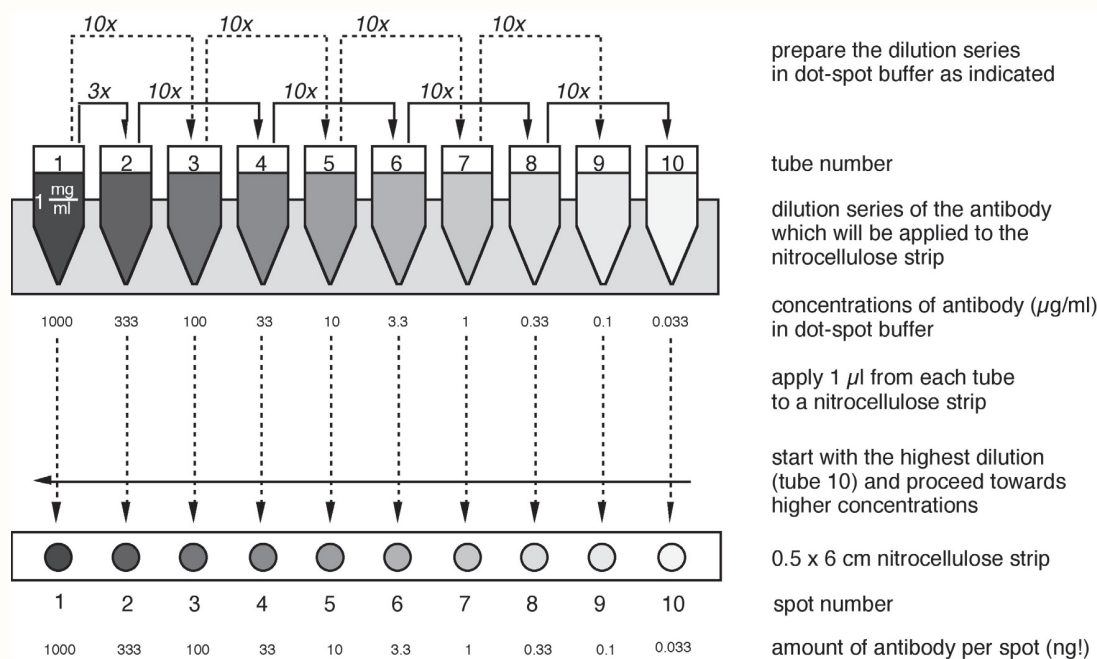 10x 10x 10x 10x
prepare the dilution series
in dot-spot buffer as indicated
3x 10x 10x 10x 10x
1 2 3 4 5 6 7 8 9 10
tube number
1 mg/ml
dilution series of the antibody
which will be applied to the
nitrocellulose strip
concentrations of antibody (µg/ml)
in dot-spot buffer
1000 333 100 33 10 3.3 1 0.33 0.1 0.033
apply 1 µl from each tube
to a nitrocellulose strip
start with the highest dilution
(tube 10) and proceed towards
higher concentrations
0.5 x 6 cm nitrocellulose strip
1 2 3 4 5 6 7 8 9 10
spot number
1000 333 100 33 10 3.3 1 0.33 0.1 0.033
amount of antibody per spot (ng!)